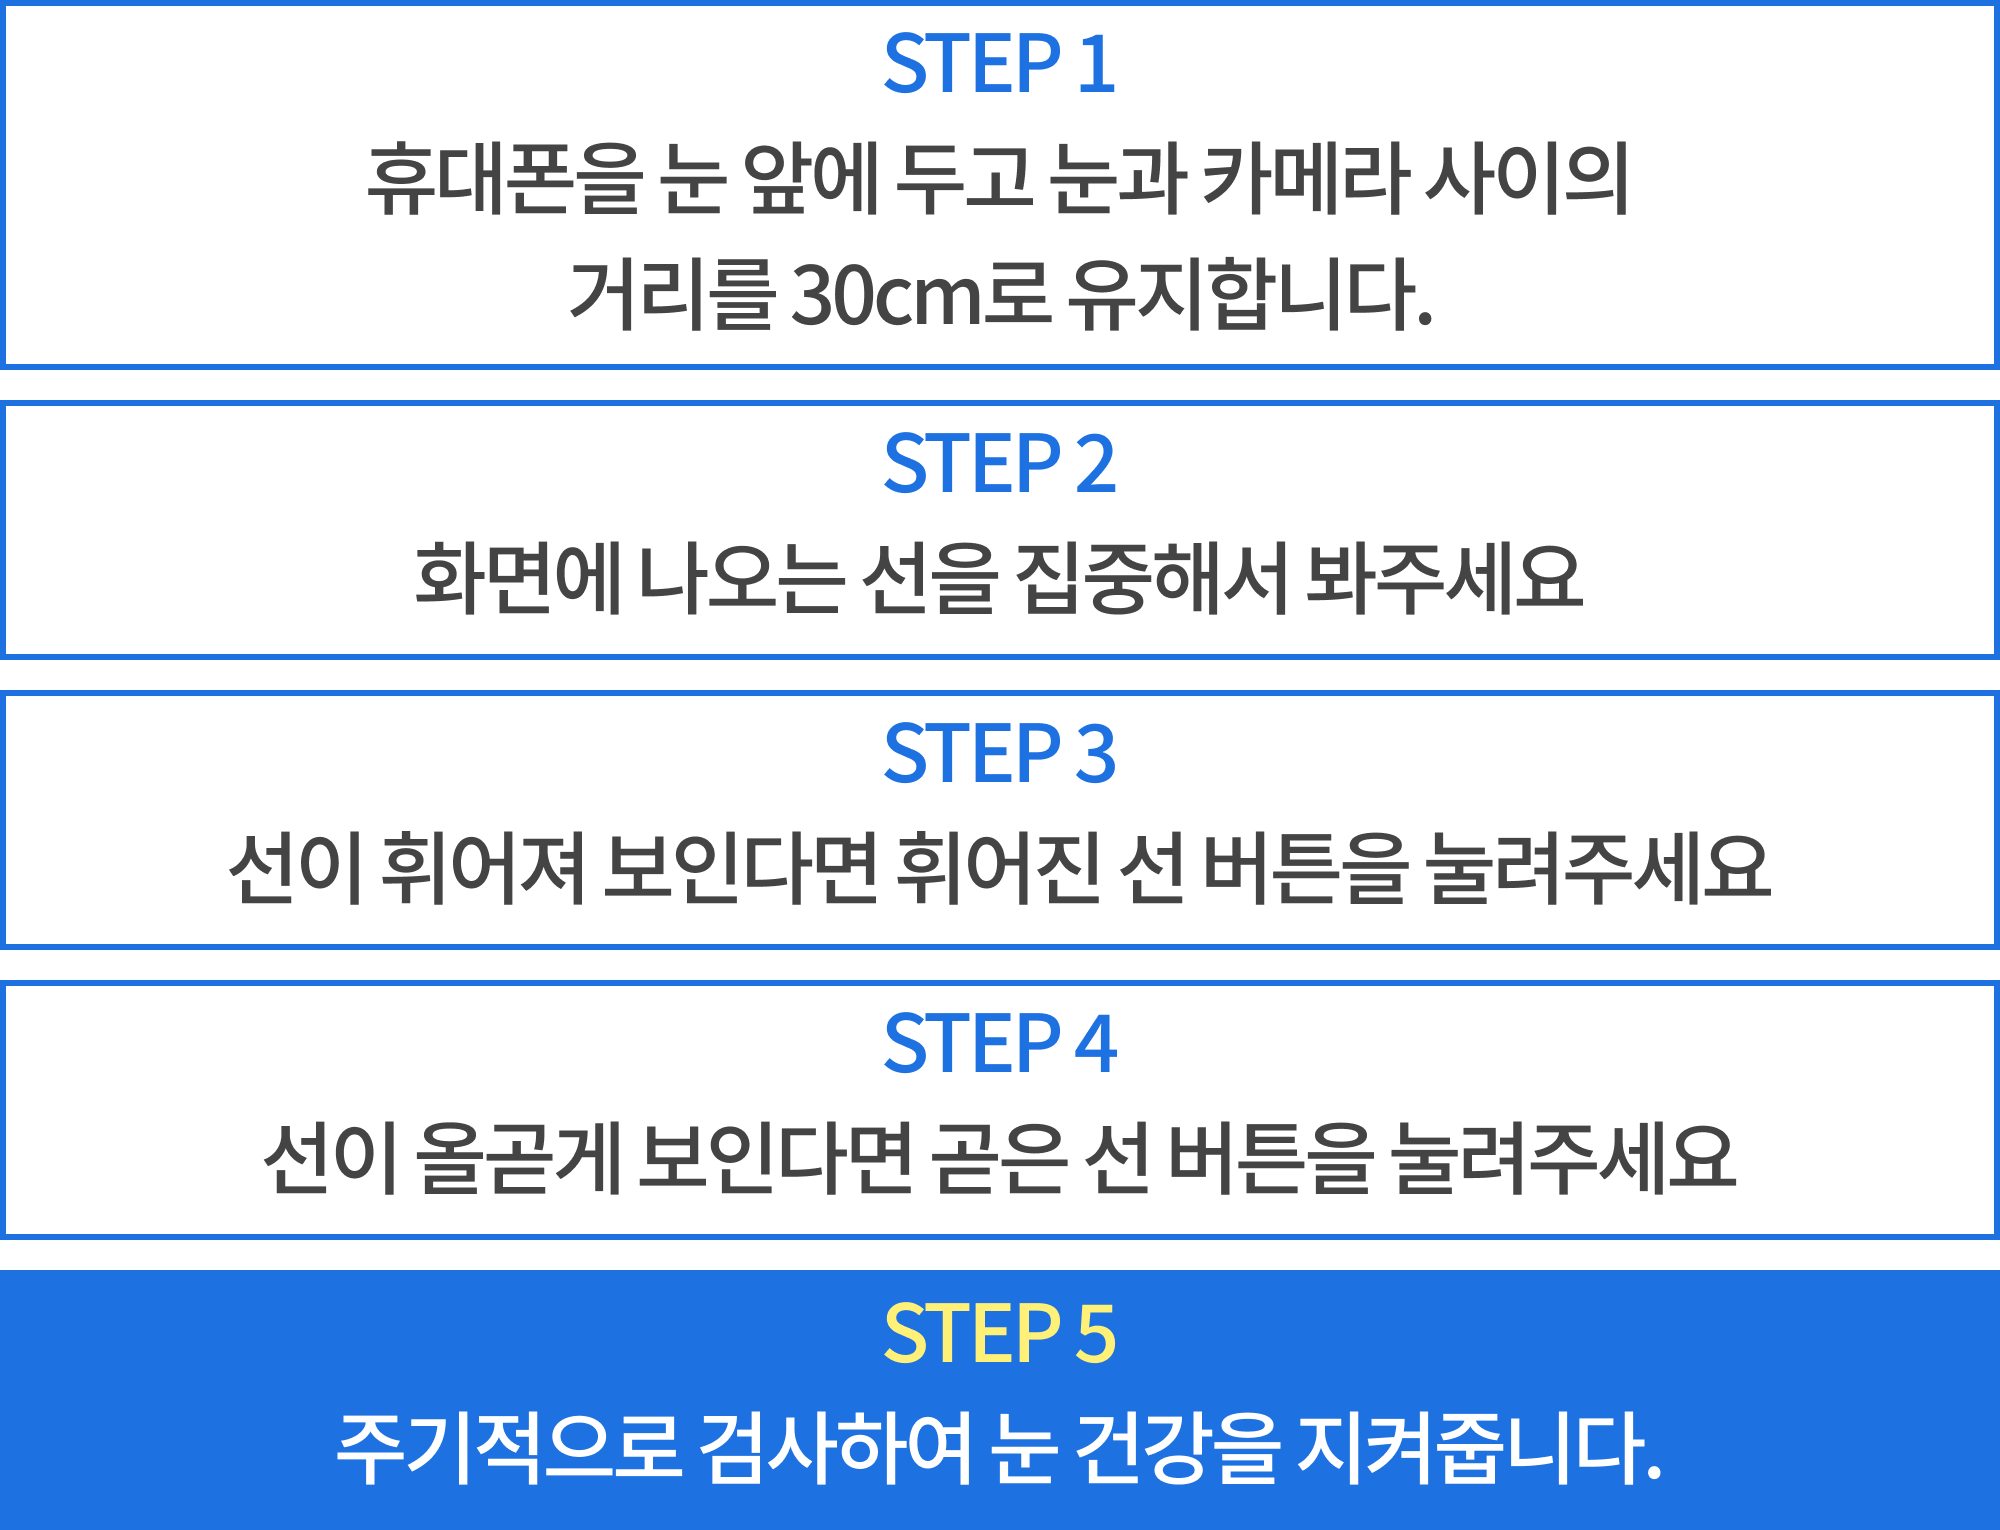 STEP 1
휴대폰을 눈 앞에 두고 눈과 카메라 사이의
거리를 30cm로 유지합니다.
STEP 2
화면에 나오는 선을 집중해서 봐주세요
STEP 3
선이 휘어져 보인다면 휘어진 선 버튼을 눌려주세요
STEP 4
선이 올곧게 보인다면 곧은 선 버튼을 눌려주세요
STEP 5
주기적으로 검사하여 눈 건강을 지켜줍니다.